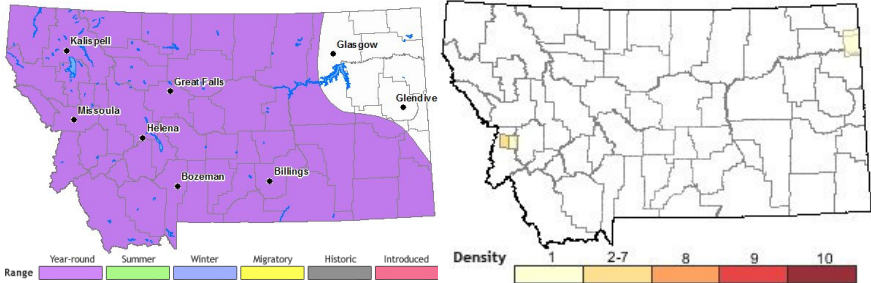 Kalispell
Glasgow
Great Falls
Glendive
Missoula
Helena
Bozeman
Billings
Range Year-round Summer Winter Migratory Historic Introduced
Density 1 2-7 8 9 10